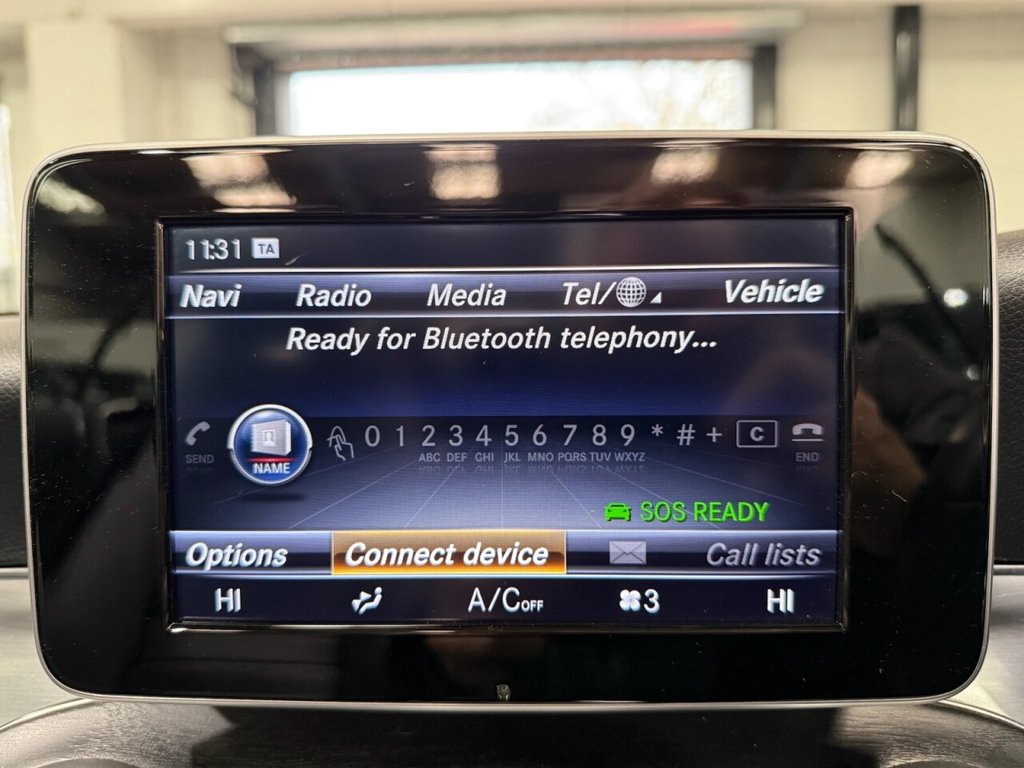 11:31 TA
Navi Radio Media Tel/ Vehicle
Ready for Bluetooth telephony...
SEND NAME 0 1 2 3 4 5 6 7 8 9 * # + C END
ABC DEF GHI JKL MNO PQRS TUV WXYZ
SOS READY
Options Connect device Call lists
HI A/C OFF 3 HI